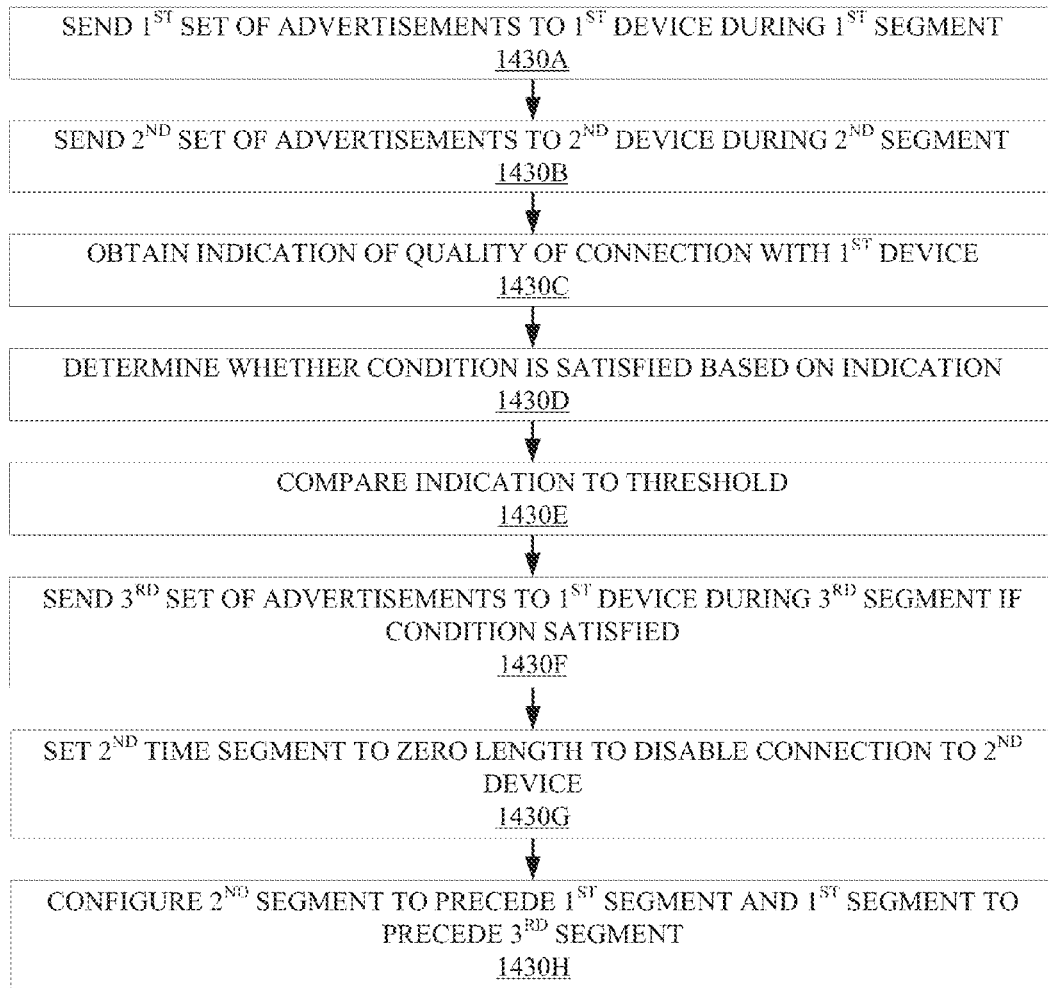 SEND 1ST SET OF ADVERTISEMENTS TO 1ST DEVICE DURING 1ST SEGMENT
1430A
SEND 2ND SET OF ADVERTISEMENTS TO 2ND DEVICE DURING 2ND SEGMENT
1430B
OBTAIN INDICATION OF QUALITY OF CONNECTION WITH 1ST DEVICE
1430C
DETERMINE WHETHER CONDITION IS SATISFIED BASED ON INDICATION
1430D
COMPARE INDICATION TO THRESHOLD
1430E
SEND 3RD SET OF ADVERTISEMENTS TO 1ST DEVICE DURING 3RD SEGMENT IF
CONDITION SATISFIED
1430F
SET 2ND TIME SEGMENT TO ZERO LENGTH TO DISABLE CONNECTION TO 2ND
DEVICE
1430G
CONFIGURE 2ND SEGMENT TO PRECEDE 1ST SEGMENT AND 1ST SEGMENT TO
PRECEDE 3RD SEGMENT
1430H